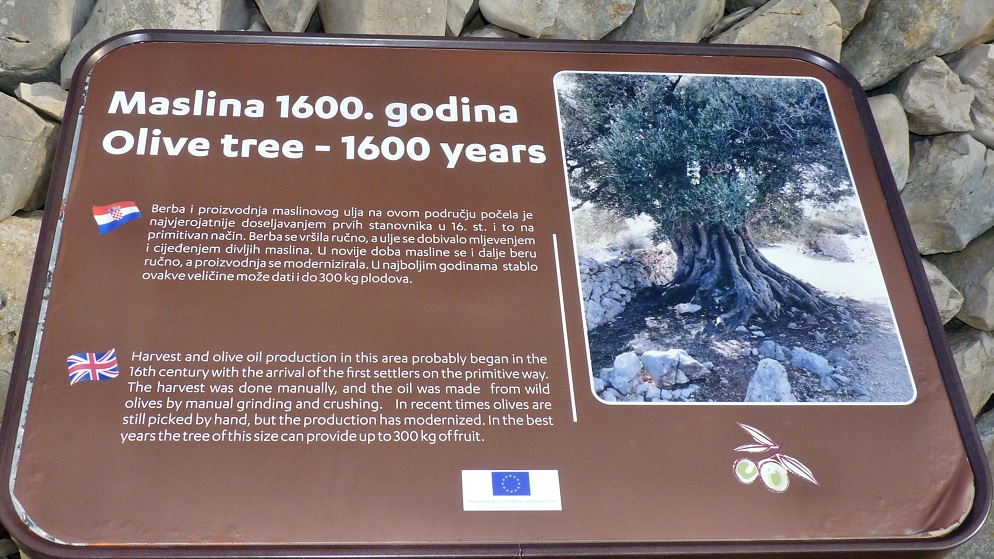 Maslina 1600. godina
Olive tree - 1600 years
Berba i proizvodnja maslinovog ulja na ovom području počela je
najvjerojatnije doseljavanjem prvih stanovnika u 16. st. i to na
primitivan način. Berba se vršila ručno, a ulje se dobivalo mljevenjem
i cijeđenjem divljih maslina. U novije doba masline se i dalje beru
ručno, a proizvodnja se modernizirala. U najboljim godinama stablo
ovakve veličine može dati i do 300 kg plodova.
Harvest and olive oil production in this area probably began in the
16th century with the arrival of the first settlers on the primitive way.
The harvest was done manually, and the oil was made from wild
olives by manual grinding and crushing. In recent times olives are
still picked by hand, but the production has modernized. In the best
years the tree of this size can provide up to 300 kg of fruit.